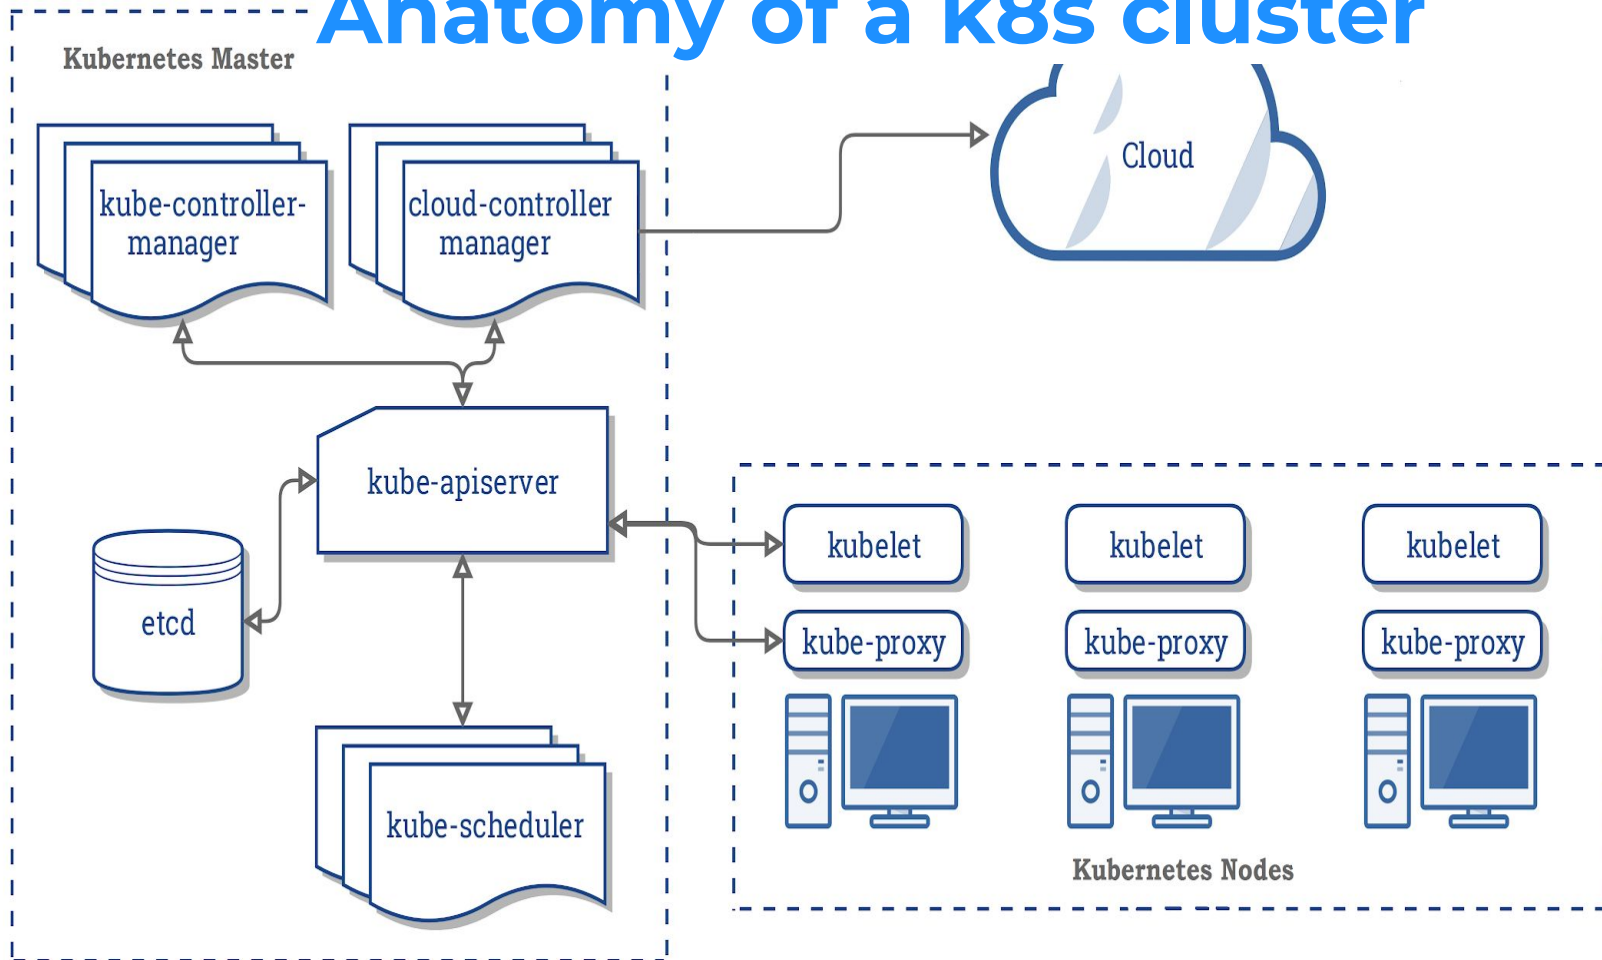 Anatomy of a k8s cluster
Kubernetes Master
kube-controller-
manager
cloud-controller
manager
Cloud
kube-apiserver
etcd
kube-scheduler
kubelet
kubelet
kubelet
kube-proxy
kube-proxy
kube-proxy
Kubernetes Nodes